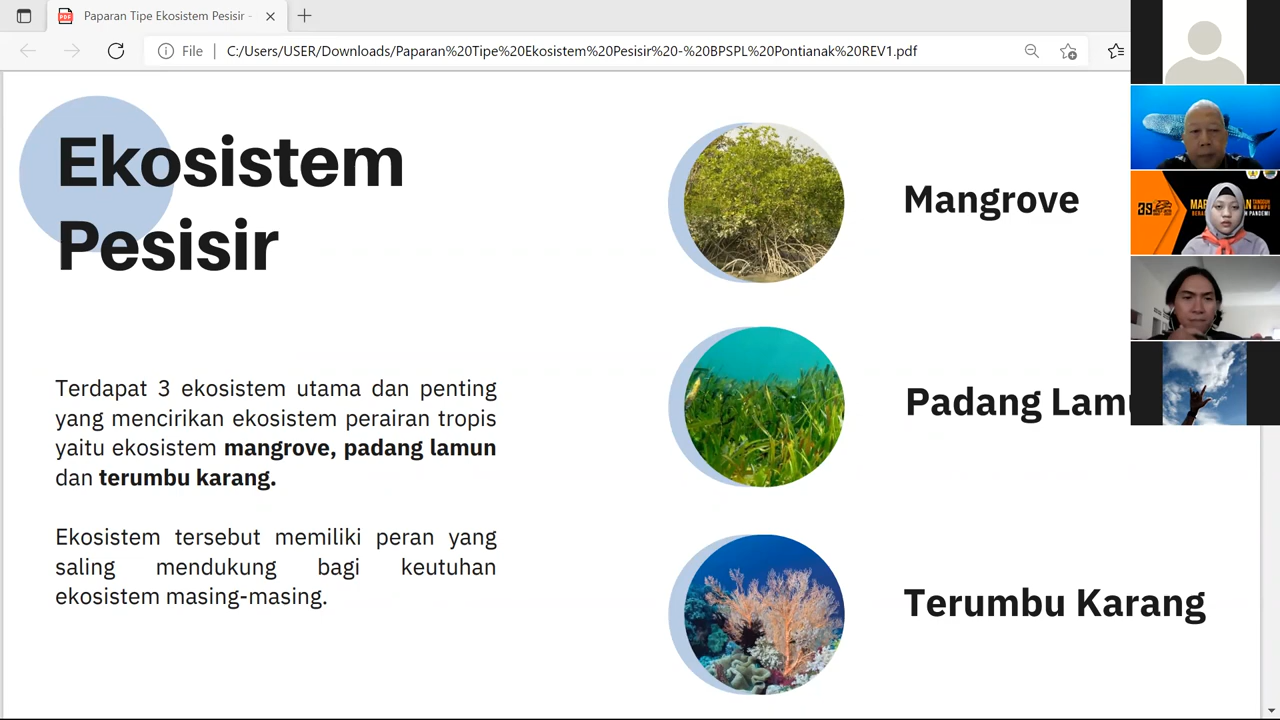 Paparan Tipe Ekosistem Pesisir -
File
C:/Users/USER/Downloads/Paparan%20Tipe%20Ekosistem%20Pesisir%20-%20BPSPL%20Pontianak%20REV1.pdf
Ekosistem
Pesisir
Terdapat 3 ekosistem utama dan penting
yang mencirikan ekosistem perairan tropis
yaitu ekosistem mangrove, padang lamun
dan terumbu karang.
Ekosistem tersebut memiliki peran yang
saling mendukung bagi keutuhan
ekosistem masing-masing.
Mangrove
Padang
Terumbu Karang
39